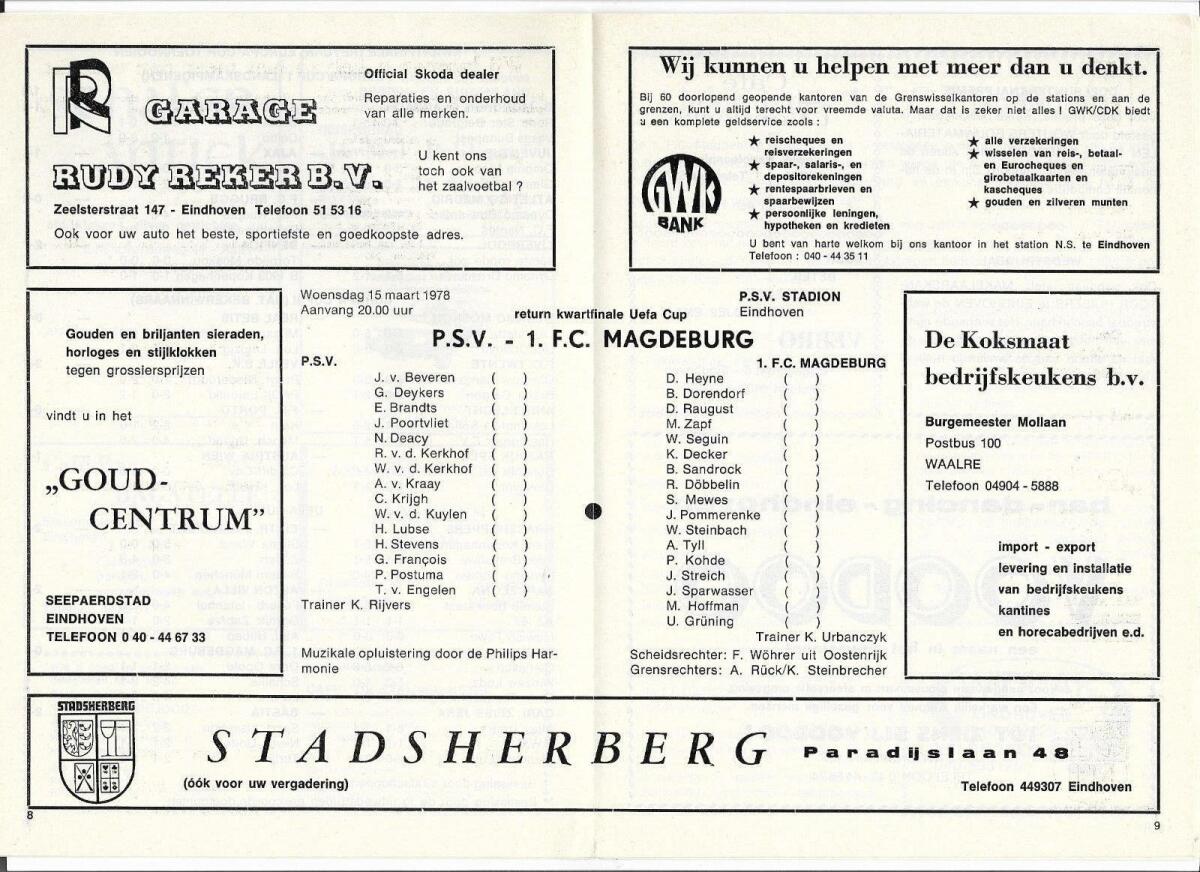 R
GARAGE
RUDY REKER B.V.
Official Skoda dealer
Reparaties en onderhoud
van alle merken.
U kent ons
toch ook van
het zaalvoetbal ?
Zeelsterstraat 147 - Eindhoven Telefoon 51 53 16
Ook voor uw auto het beste, sportiefste en goedkoopste adres.
Wij kunnen u helpen met meer dan u denkt.
Bij 60 doorlopend geopende kantoren van de Grenswisselkantoren op de stations en aan de
grenzen, kunt u altijd terecht voor vreemde valuta. Maar dat is zeker niet alles ! GWK/CDK biedt
u een komplete geldservice zoals :
GWK
BANK
★ reischeques en
reisverzekeringen
★ spaar-, salaris-, en
depositorekeningen
★ rentespaarbrieven en
spaarbewijzen
★ persoonlijke leningen,
hypotheken en kredieten
★ alle verzekeringen
★ wisselen van reis-, betaal-
en Eurocheques en
girobetaalkaarten en
kascheques
★ gouden en zilveren munten
U bent van harte welkom bij ons kantoor in het station N.S. te Eindhoven
Telefoon : 040 - 44 35 11
Gouden en briljanten sieraden,
horloges en stijlklokken
tegen grossiersprijzen
vindt u in het
„GOUD-
CENTRUM”
SEEPAERDSTAD
EINDHOVEN
TELEFOON 0 40 - 44 67 33
Woensdag 15 maart 1978
Aanvang 20.00 uur
P.S.V. STADION
Eindhoven
return kwartfinale Uefa Cup
P.S.V. - 1. F.C. MAGDEBURG
P.S.V.
J. v. Beveren ( )
G. Deykers ( )
E. Brandts ( )
J. Poortvliet ( )
N. Deacy ( )
R. v. d. Kerkhof ( )
W. v. d. Kerkhof ( )
A. v. Kraay ( )
C. Krijgh ( )
W. v. d. Kuylen ( )
H. Lubse ( )
H. Stevens ( )
G. François ( )
P. Postuma ( )
T. v. Engelen ( )
Trainer K. Rijvers
Muzikale opluistering door de Philips Har-
monie
1. F.C. MAGDEBURG
D. Heyne ( )
B. Dorendorf ( )
D. Raugust ( )
M. Zapf ( )
W. Seguin ( )
K. Decker ( )
B. Sandrock ( )
R. Döbbelin ( )
S. Mewes ( )
J. Pommerenke ( )
W. Steinbach ( )
A. Tyll ( )
P. Kohde ( )
J. Streich ( )
J. Sparwasser ( )
M. Hoffman ( )
U. Grüning ( )
Trainer K. Urbanczyk
Scheidsrechter: F. Wöhrer uit Oostenrijk
Grensrechters: A. Rück/K. Steinbrecher
De Koksmaat
bedrijfskeukens b.v.
Burgemeester Mollaan
Postbus 100
WAALRE
Telefoon 04904 - 5888
import - export
levering en installatie
van bedrijfskeukens
kantines
en horecabedrijven e.d.
STADSHERBERG
STADSHERBERG Paradijslaan 48
(óók voor uw vergadering)
Telefoon 449307 Eindhoven
8
9